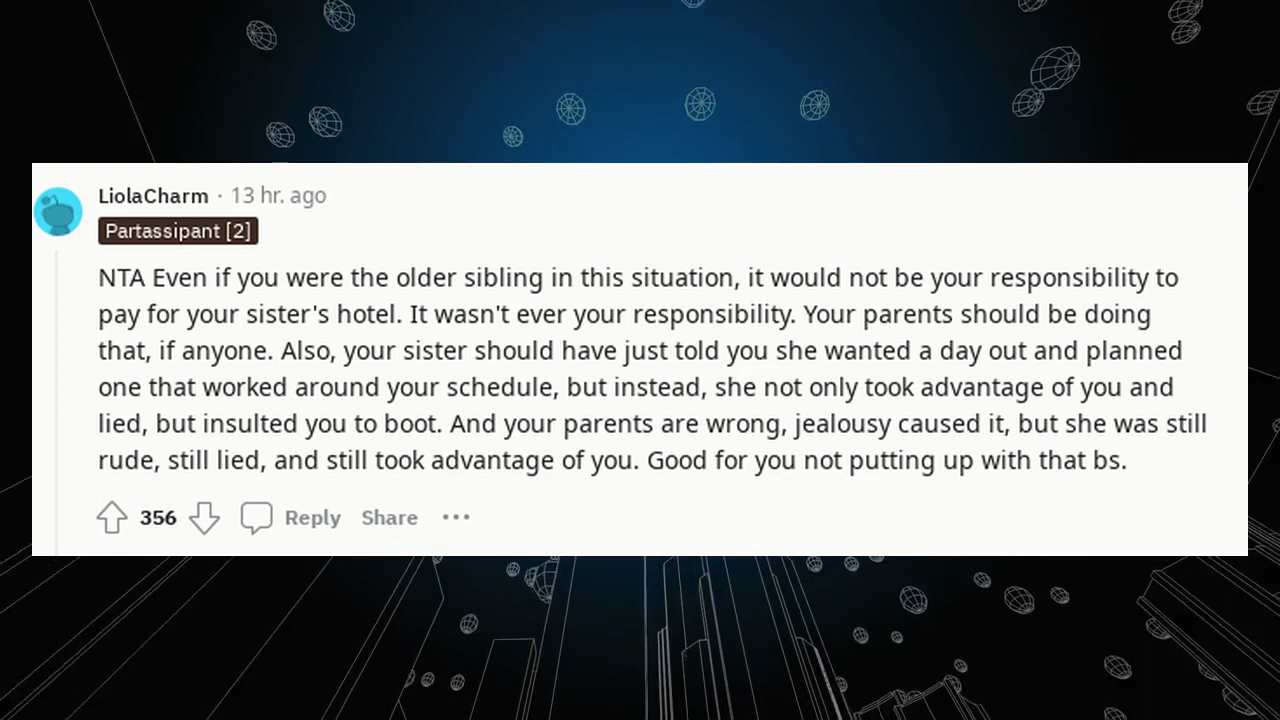 LiolaCharm · 13 hr. ago
Partassipant [2]
NTA Even if you were the older sibling in this situation, it would not be your responsibility to
pay for your sister's hotel. It wasn't ever your responsibility. Your parents should be doing
that, if anyone. Also, your sister should have just told you she wanted a day out and planned
one that worked around your schedule, but instead, she not only took advantage of you and
lied, but insulted you to boot. And your parents are wrong, jealousy caused it, but she was still
rude, still lied, and still took advantage of you. Good for you not putting up with that bs.
356 Reply Share ···